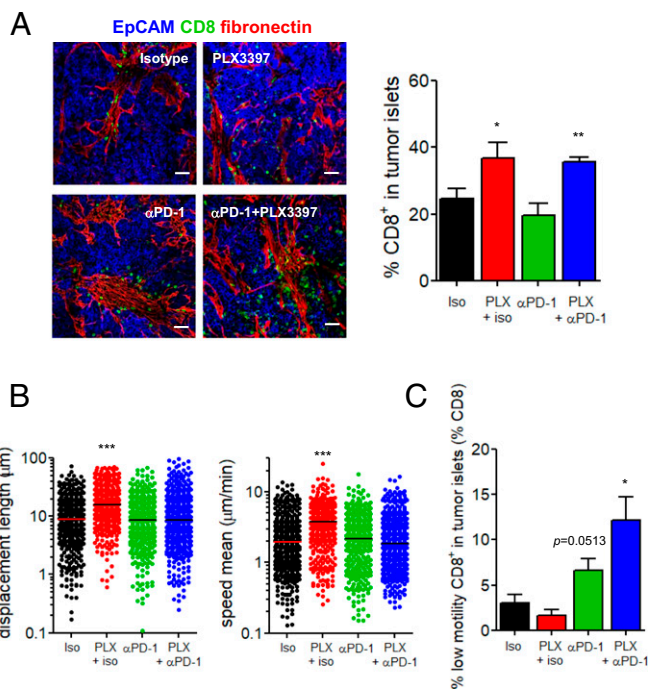 A
EpCAM CD8 fibronectin
Isotype
PLX3397
αPD-1
αPD-1+PLX3397
% CD8+ in tumor islets
60
40
20
0
*
**
Iso
PLX
+ iso
αPD-1
PLX
+ αPD-1
B
displacement length (μm)
100
10
1
0.1
***
Iso
PLX
+ iso
αPD-1
PLX
+ αPD-1
speed mean (μm/min)
10
1
0.1
***
Iso
PLX
+ iso
αPD-1
PLX
+ αPD-1
C
% low motility CD8+ in tumor islets (% CD8)
20
15
10
5
0
p=0.0513
*
Iso
PLX
+ iso
αPD-1
PLX
+ αPD-1